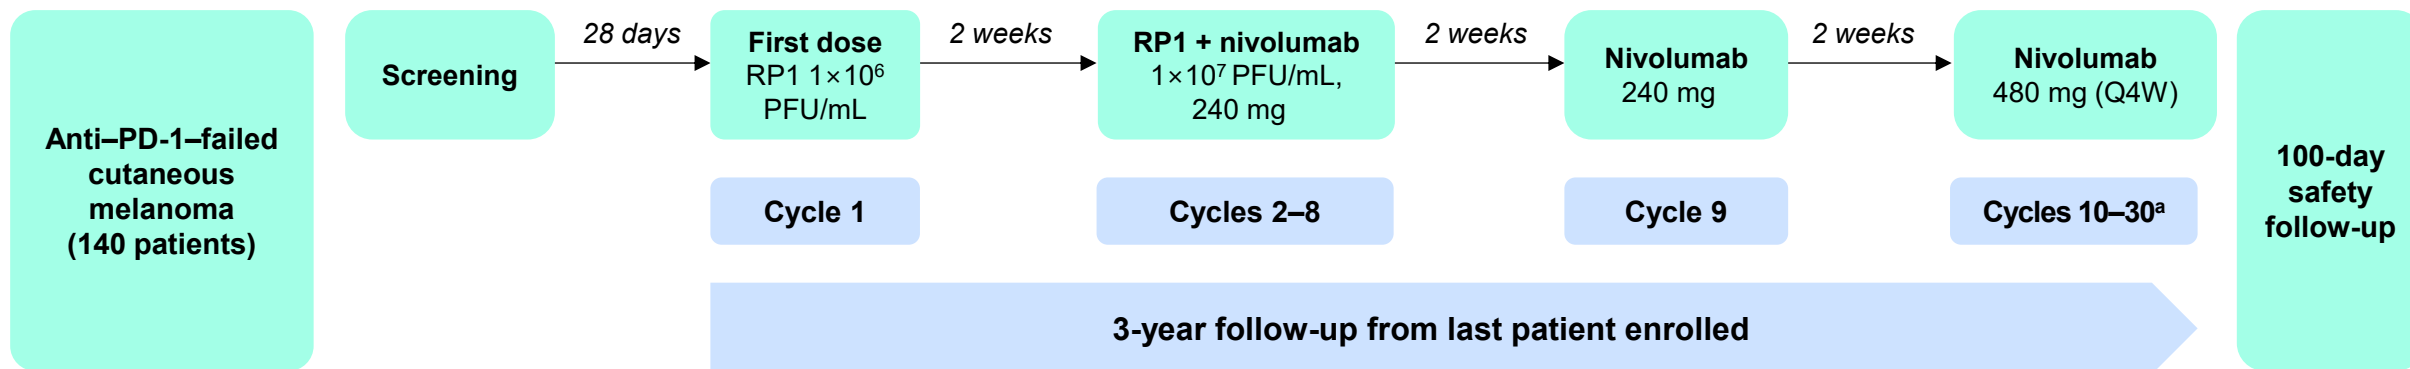 Anti–PD-1–failed
cutaneous
melanoma
(140 patients)
Screening
28 days
First dose
RP1 1×10⁶
PFU/mL
2 weeks
RP1 + nivolumab
1×10⁷ PFU/mL,
240 mg
2 weeks
Nivolumab
240 mg
2 weeks
Nivolumab
480 mg (Q4W)
Cycle 1
Cycles 2–8
Cycle 9
Cycles 10–30ᵃ
3-year follow-up from last patient enrolled
100-day
safety
follow-up